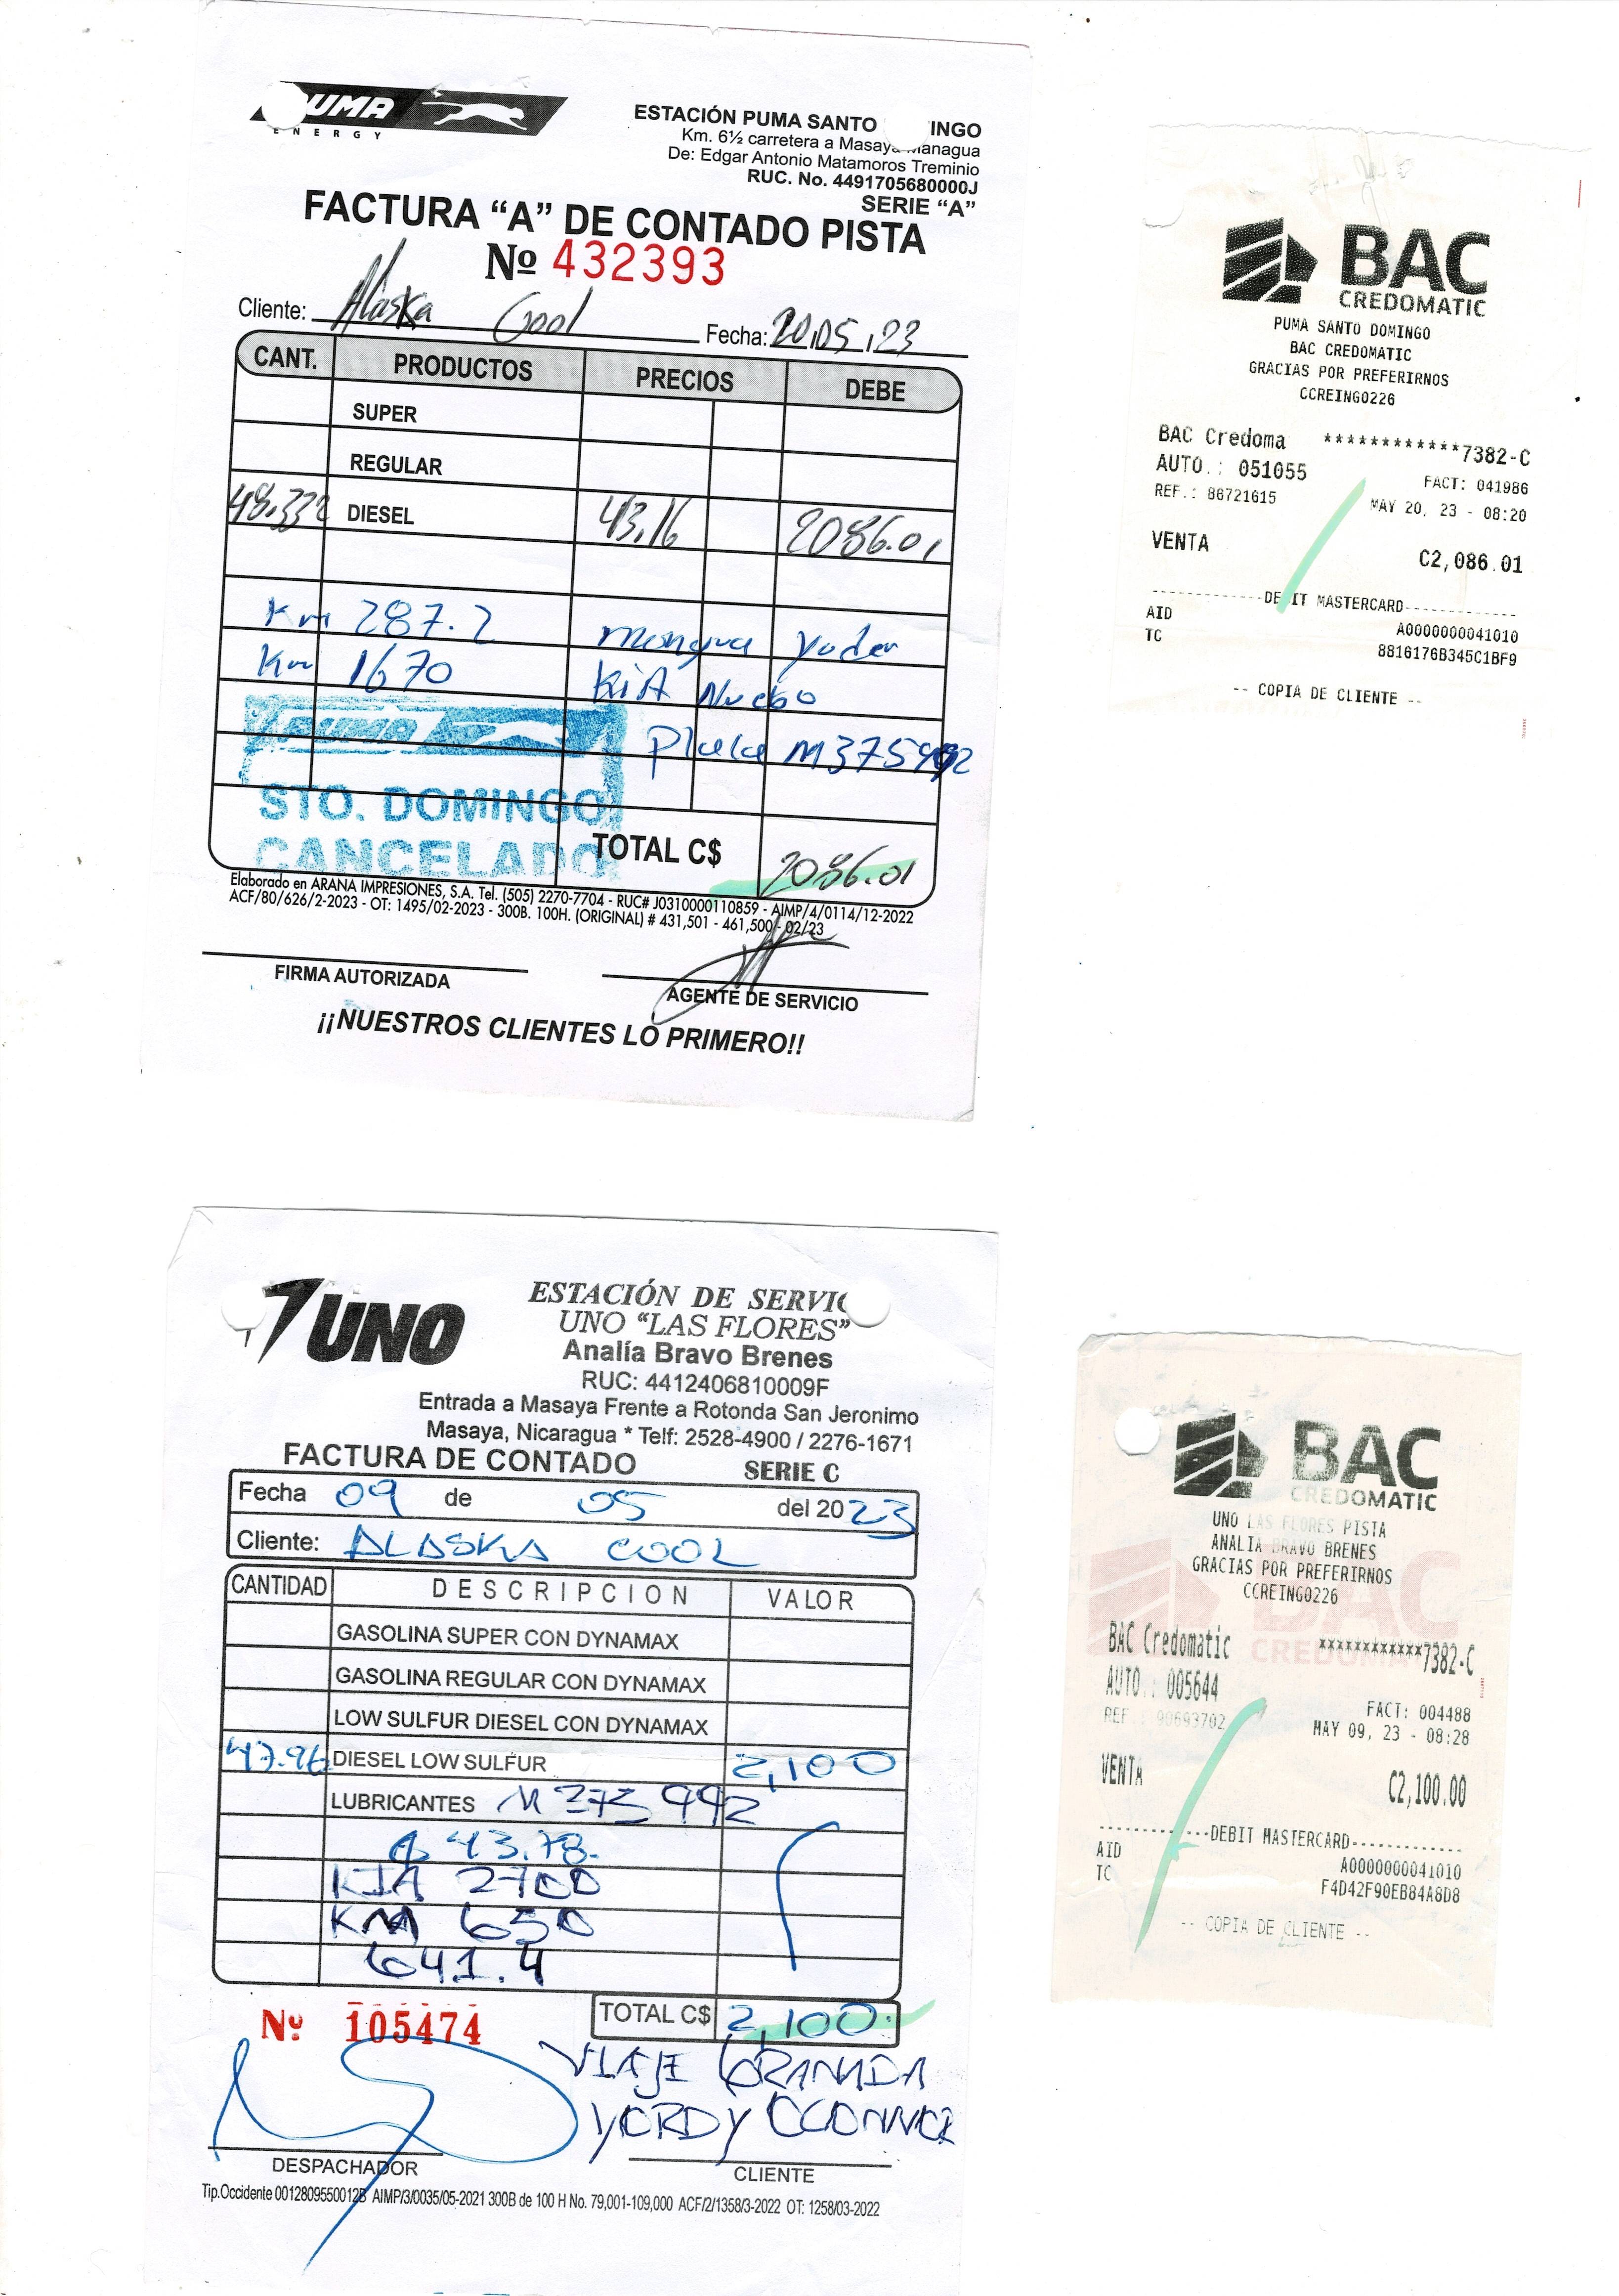 PUMA
ENERGY
ESTACIÓN PUMA SANTO INGO
Km. 6½ carretera a Masaya Managua
De: Edgar Antonio Matamoros Treminio
RUC. No. 4491705680000J
SERIE “A”
FACTURA “A” DE CONTADO PISTA
Nº 432393
Cliente: Alaska Cool Fecha: 20,05,23
CANT. PRODUCTOS PRECIOS DEBE
SUPER
REGULAR
48.332 DIESEL 43.16 2086.01
Km 287.2 Yader
Km 1670 KiA Nuebo
Placa M375992
PUMA
STO. DOMINGO
CANCELADO
TOTAL C$ 2086.01
Elaborado en ARANA IMPRESIONES, S.A. Tel. (505) 2270-7704 - RUC# J0310000110859 - AIMP/4/0114/12-2022
ACF/80/626/2-2023 - OT: 1495/02-2023 - 300B. 100H. (ORIGINAL) # 431,501 - 461,500 - 02/23
FIRMA AUTORIZADA AGENTE DE SERVICIO
¡¡NUESTROS CLIENTES LO PRIMERO!!
BAC
CREDOMATIC
PUMA SANTO DOMINGO
BAC CREDOMATIC
GRACIAS POR PREFERIRNOS
CCREING0226
BAC Credoma ************7382-C
AUTO.: 051055 FACT: 041986
REF.: 86721615 MAY 20, 23 - 08:20
VENTA C2,086.01
------------DEBIT MASTERCARD------------
AID A0000000041010
TC 8816176B345C1BF9
-- COPIA DE CLIENTE --
UNO
ESTACIÓN DE SERVIC
UNO “LAS FLORES”
Analía Bravo Brenes
RUC: 4412406810009F
Entrada a Masaya Frente a Rotonda San Jeronimo
Masaya, Nicaragua * Telf: 2528-4900 / 2276-1671
FACTURA DE CONTADO SERIE C
Fecha 09 de 05 del 2023
Cliente: ALASKA COOL
CANTIDAD DESCRIPCION VALOR
GASOLINA SUPER CON DYNAMAX
GASOLINA REGULAR CON DYNAMAX
LOW SULFUR DIESEL CON DYNAMAX
47.96 DIESEL LOW SULFUR 2,100
LUBRICANTES M 375992
43.78.
KIA 2700
KM 650
641.4
Nº 105474 TOTAL C$ 2,100.
VIAJE GRANADA
YORDY OCONNOR
DESPACHADOR CLIENTE
Tip.Occidente 0012809550012B AIMP/3/0035/05-2021 300B de 100 H No. 79,001-109,000 ACF/2/1358/3-2022 OT: 1258/03-2022
BAC
CREDOMATIC
UNO LAS FLORES PISTA
ANALIA BRAVO BRENES
GRACIAS POR PREFERIRNOS
CCREING0226
BAC Credomatic ************7382-C
AUTO.: 005644 FACT: 004488
REF.: 90693702 MAY 09, 23 - 08:28
VENTA C2,100.00
------------DEBIT MASTERCARD------------
AID A0000000041010
TC F4D42F90EB84A8D8
-- COPIA DE CLIENTE --